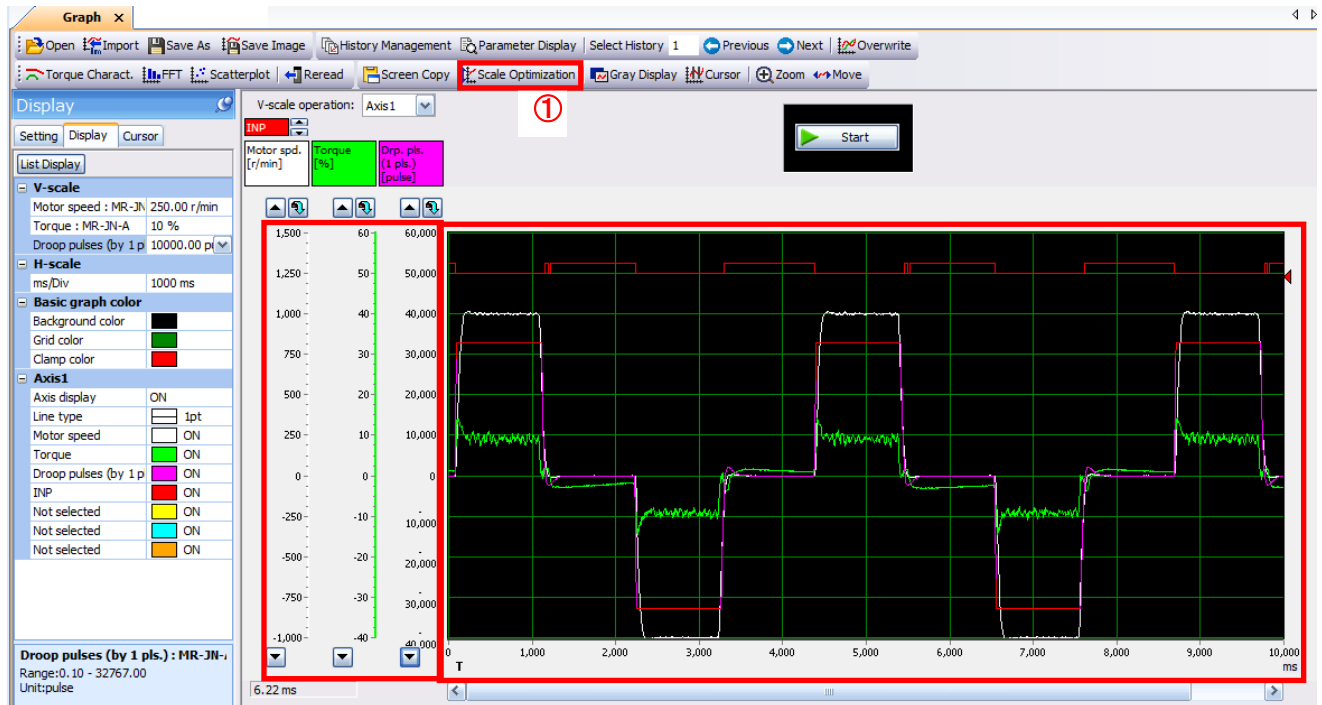 Graph ×
Open Import Save As Save Image History Management Parameter Display Select History 1 Previous Next Overwrite
Torque Charact. FFT Scatterplot Reread Screen Copy Scale Optimization Gray Display Cursor Zoom Move
①
Display
Setting Display Cursor
List Display
V-scale
Motor speed : MR-JN 250.00 r/min
Torque : MR-JN-A 10 %
Droop pulses (by 1 p 10000.00 p
H-scale
ms/Div 1000 ms
Basic graph color
Background color
Grid color
Clamp color
Axis1
Axis display ON
Line type 1pt
Motor speed ON
Torque ON
Droop pulses (by 1 p ON
INP ON
Not selected ON
Not selected ON
Not selected ON
Droop pulses (by 1 pls.) : MR-JN-
Range:0.10 - 32767.00
Unit:pulse
V-scale operation: Axis1
INP
Motor spd. [r/min]
Torque [%]
Drp. pls. (1 pls.) [pulse]
Start
1,500 60 60,000
1,250 50 50,000
1,000 40 40,000
750 30 30,000
500 20 20,000
250 10 10,000
0 0 0
-250 -10 10,000
-500 -20 20,000
-750 -30 30,000
-1,000 -40 40,000
0 1,000 2,000 3,000 4,000 5,000 6,000 7,000 8,000 9,000 10,000
T ms
6.22 ms